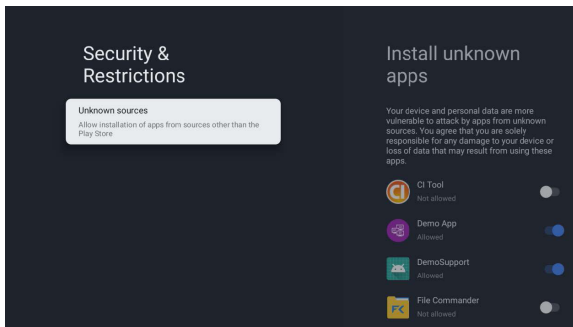 Security &
Restrictions
Unknown sources
Allow installation of apps from sources other than the
Play Store
Install unknown
apps
Your device and personal data are more
vulnerable to attack by apps from unknown
sources. You agree that you are solely
responsible for any damage to your device or
loss of data that may result from using these
apps.
CI
CI Tool
Not allowed
Demo App
Allowed
DemoSupport
Allowed
FK
File Commander
Not allowed